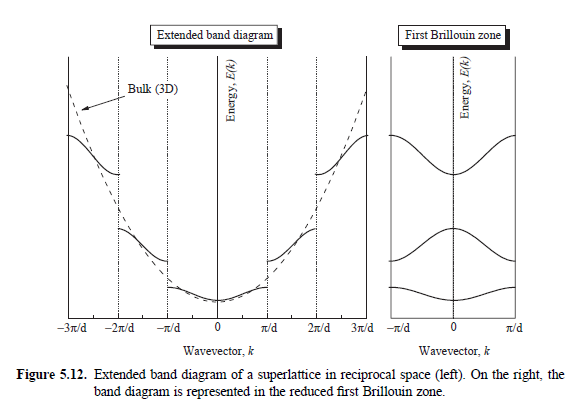 Extended band diagram
First Brillouin zone
Bulk (3D)
Energy, E(k)
Energy, E(k)
−3π/d −2π/d −π/d 0 π/d 2π/d 3π/d
−π/d 0 π/d
Wavevector, k
Wavevector, k
Figure 5.12. Extended band diagram of a superlattice in reciprocal space (left). On the right, the
band diagram is represented in the reduced first Brillouin zone.